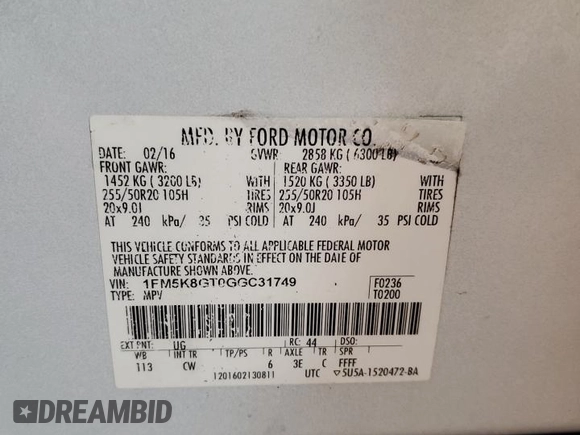 MFD. BY FORD MOTOR CO.
DATE: 02/16 GVWR: 2858 KG ( 6300 LB)
FRONT GAWR: REAR GAWR:
1452 KG ( 3200 LB) WITH 1520 KG ( 3350 LB) WITH
255/50R20 105H TIRES 255/50R20 105H TIRES
20x9.0J RIMS 20x9.0J RIMS
AT 240 kPa/ 35 PSI COLD AT 240 kPa/ 35 PSI COLD
THIS VEHICLE CONFORMS TO ALL APPLICABLE FEDERAL MOTOR
VEHICLE SAFETY STANDARDS IN EFFECT ON THE DATE OF
MANUFACTURE SHOWN ABOVE.
VIN: 1FM5K8GT0GGC31749 F0236
TYPE: MPV T0200
EXT PNT: UG RC: 44 DSO:
WB INT TR TP/PS R AXLE TR SPR
113 CW 6 3E C FFFF
1201602130811 UTC ▽5U5A-1520472-BA
DREAMBID